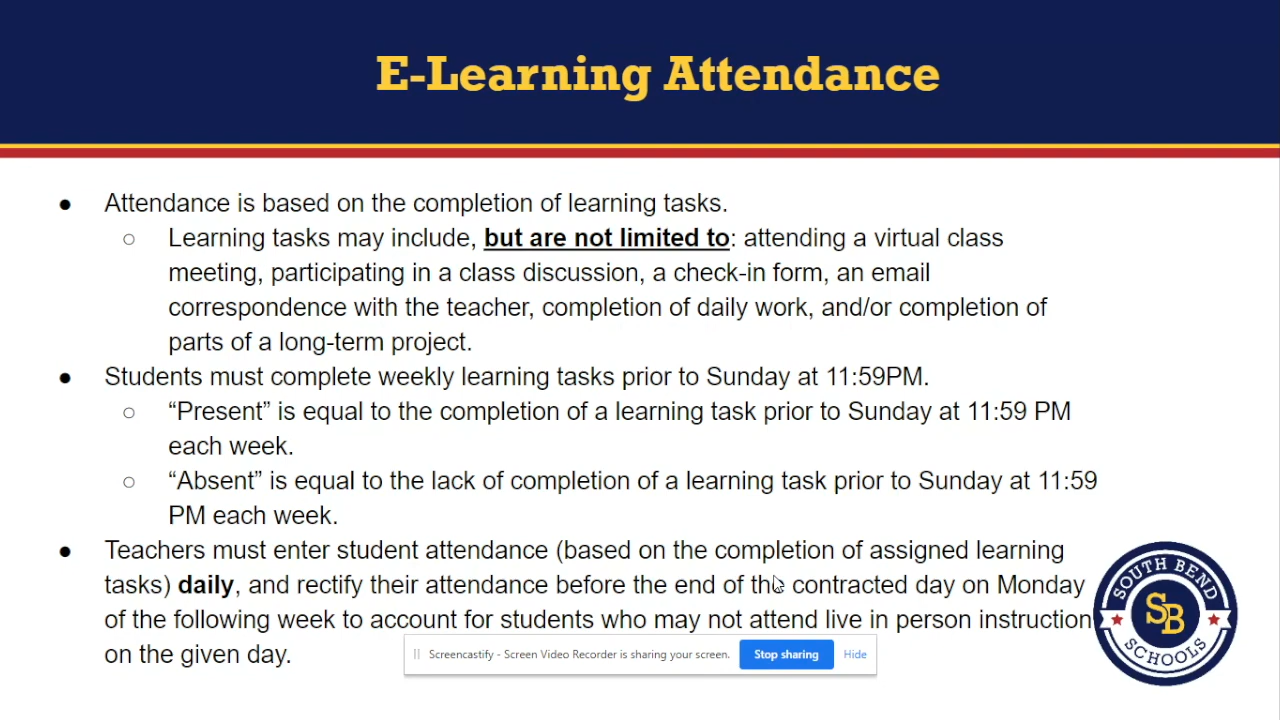 E-Learning Attendance
● Attendance is based on the completion of learning tasks.
○ Learning tasks may include, but are not limited to: attending a virtual class
meeting, participating in a class discussion, a check-in form, an email
correspondence with the teacher, completion of daily work, and/or completion of
parts of a long-term project.
● Students must complete weekly learning tasks prior to Sunday at 11:59PM.
○ “Present” is equal to the completion of a learning task prior to Sunday at 11:59 PM
each week.
○ “Absent” is equal to the lack of completion of a learning task prior to Sunday at 11:59
PM each week.
● Teachers must enter student attendance (based on the completion of assigned learning
tasks) daily, and rectify their attendance before the end of the contracted day on Monday
of the following week to account for students who may not attend live in person instruction
on the given day.
Screencastify - Screen Video Recorder is sharing your screen. Stop sharing Hide
SOUTH BEND
SB
SCHOOLS